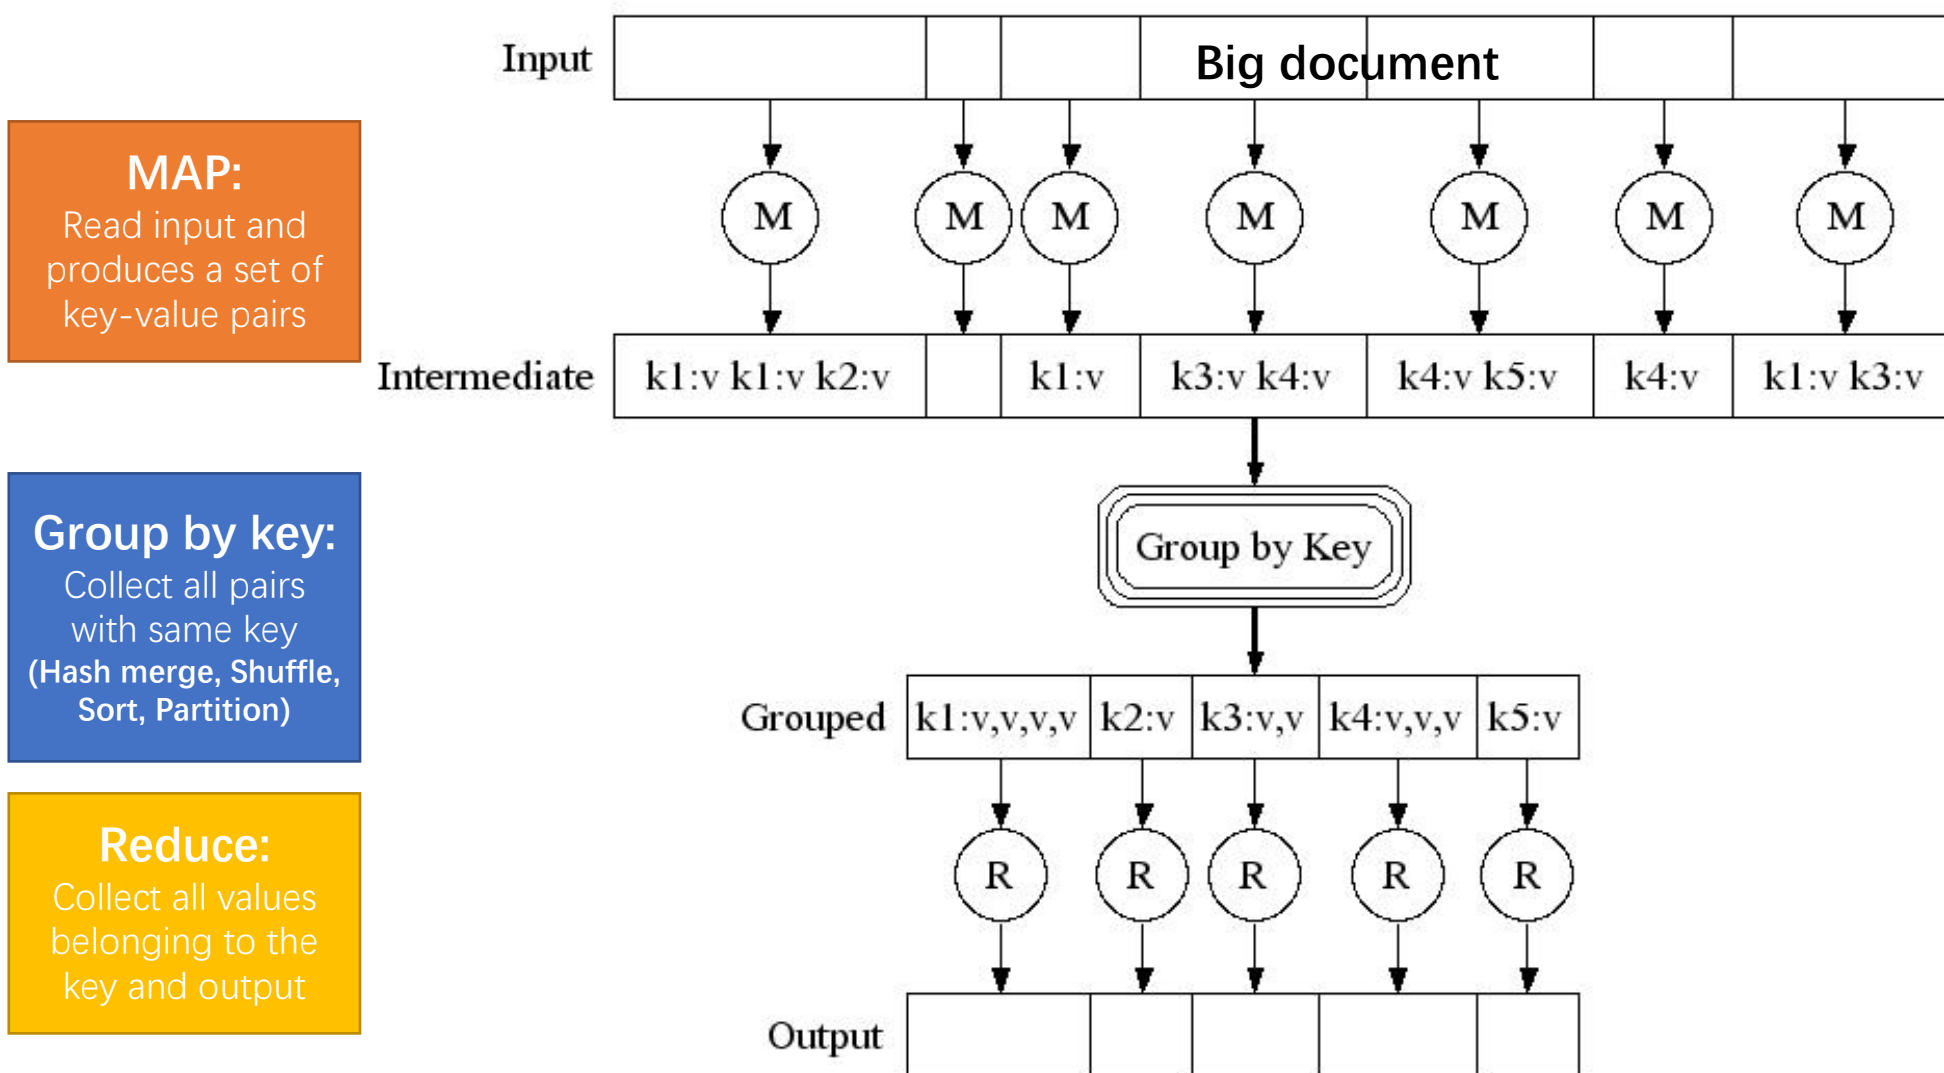 Input
Big document
MAP:
Read input and
produces a set of
key-value pairs
M M M M M M M
Intermediate k1:v k1:v k2:v k1:v k3:v k4:v k4:v k5:v k4:v k1:v k3:v
Group by key:
Collect all pairs
with same key
(Hash merge, Shuffle,
Sort, Partition)
Group by Key
Grouped k1:v,v,v,v k2:v k3:v,v k4:v,v,v k5:v
Reduce:
Collect all values
belonging to the
key and output
R R R R R
Output